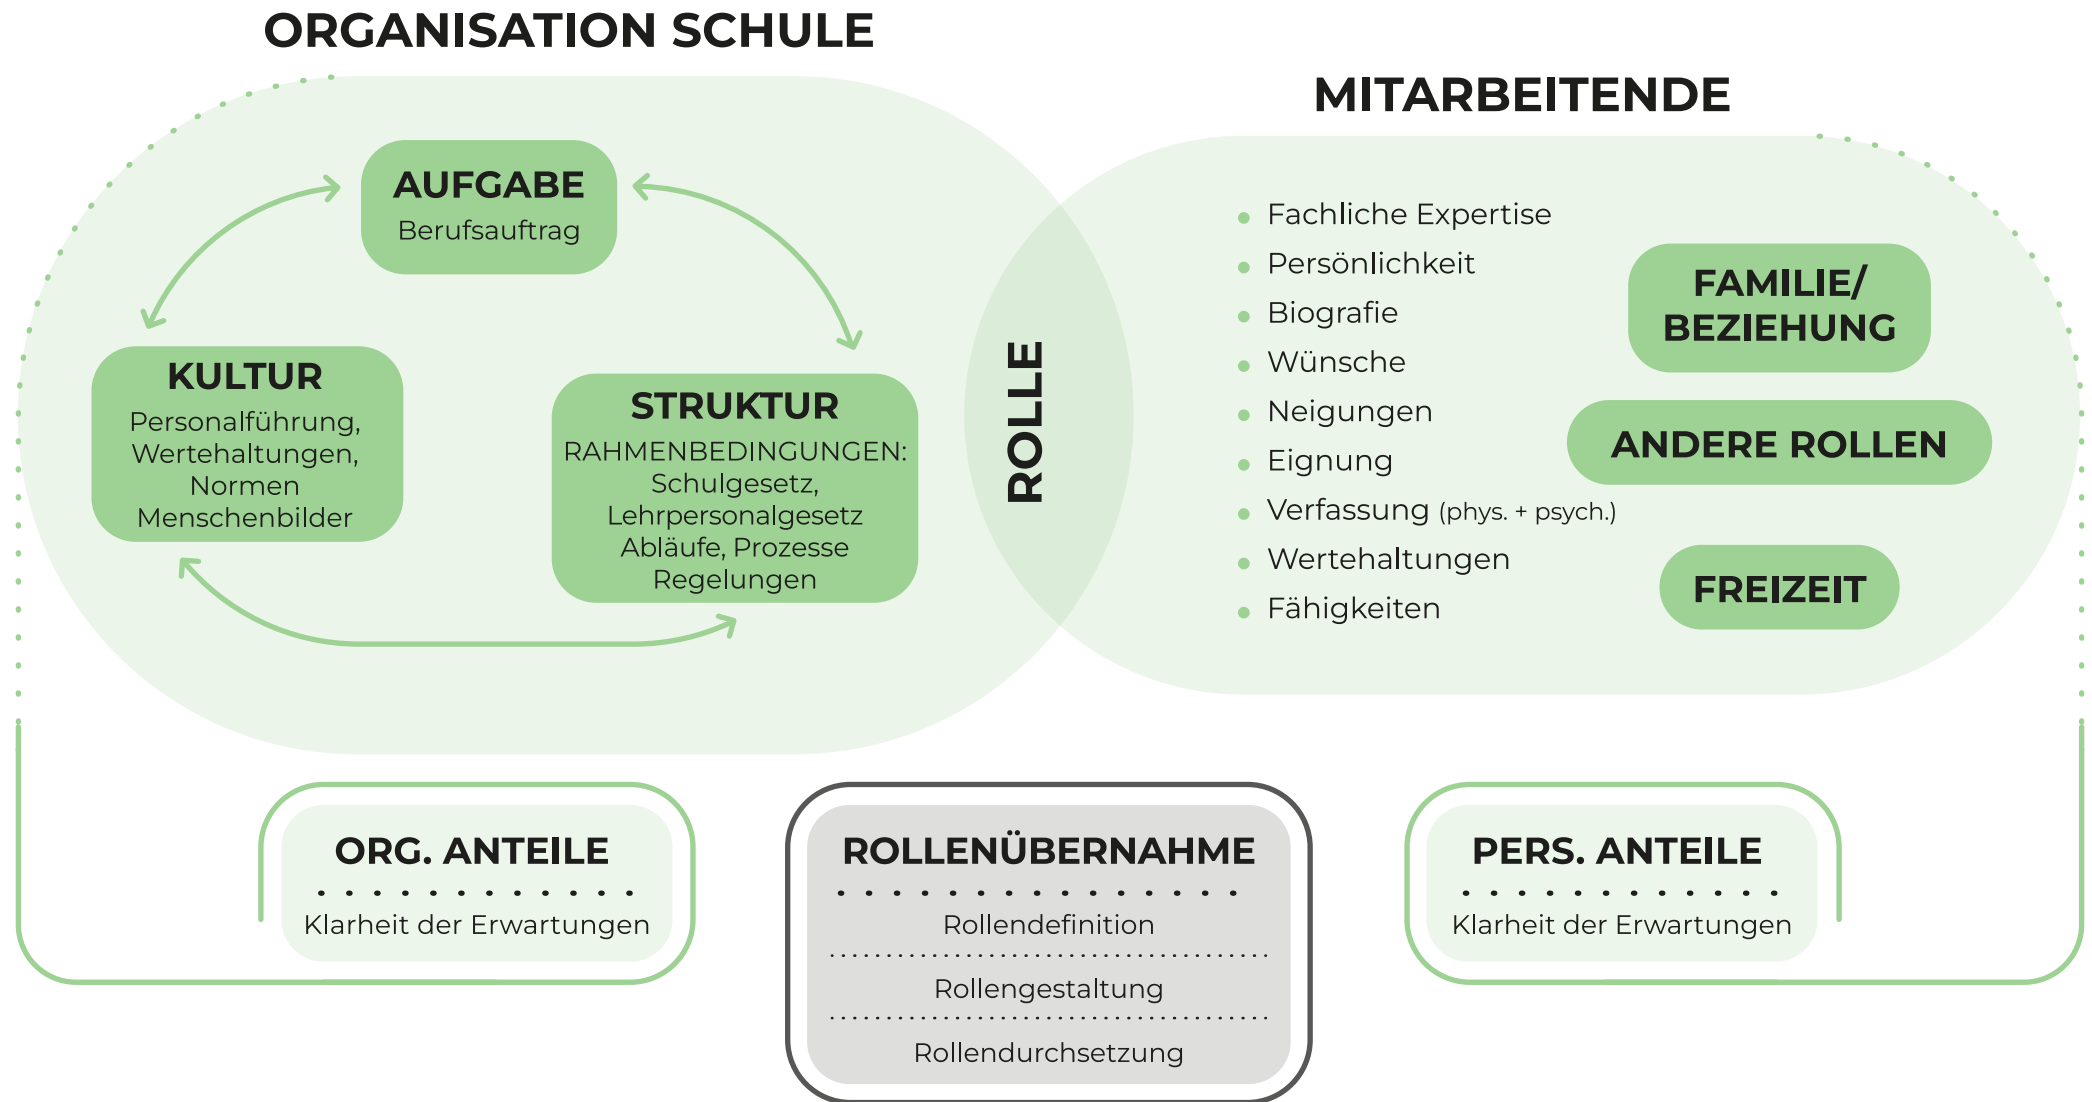 ORGANISATION SCHULE
AUFGABE
Berufsauftrag
KULTUR
Personalführung,
Wertehaltungen,
Normen
Menschenbilder
STRUKTUR
RAHMENBEDINGUNGEN:
Schulgesetz,
Lehrpersonalgesetz
Abläufe, Prozesse
Regelungen
ROLLE
MITARBEITENDE
Fachliche Expertise
Persönlichkeit
Biografie
Wünsche
Neigungen
Eignung
Verfassung (phys. + psych.)
Wertehaltungen
Fähigkeiten
FAMILIE/
BEZIEHUNG
ANDERE ROLLEN
FREIZEIT
ORG. ANTEILE
Klarheit der Erwartungen
ROLLENÜBERNAHME
Rollendefinition
Rollengestaltung
Rollendurchsetzung
PERS. ANTEILE
Klarheit der Erwartungen